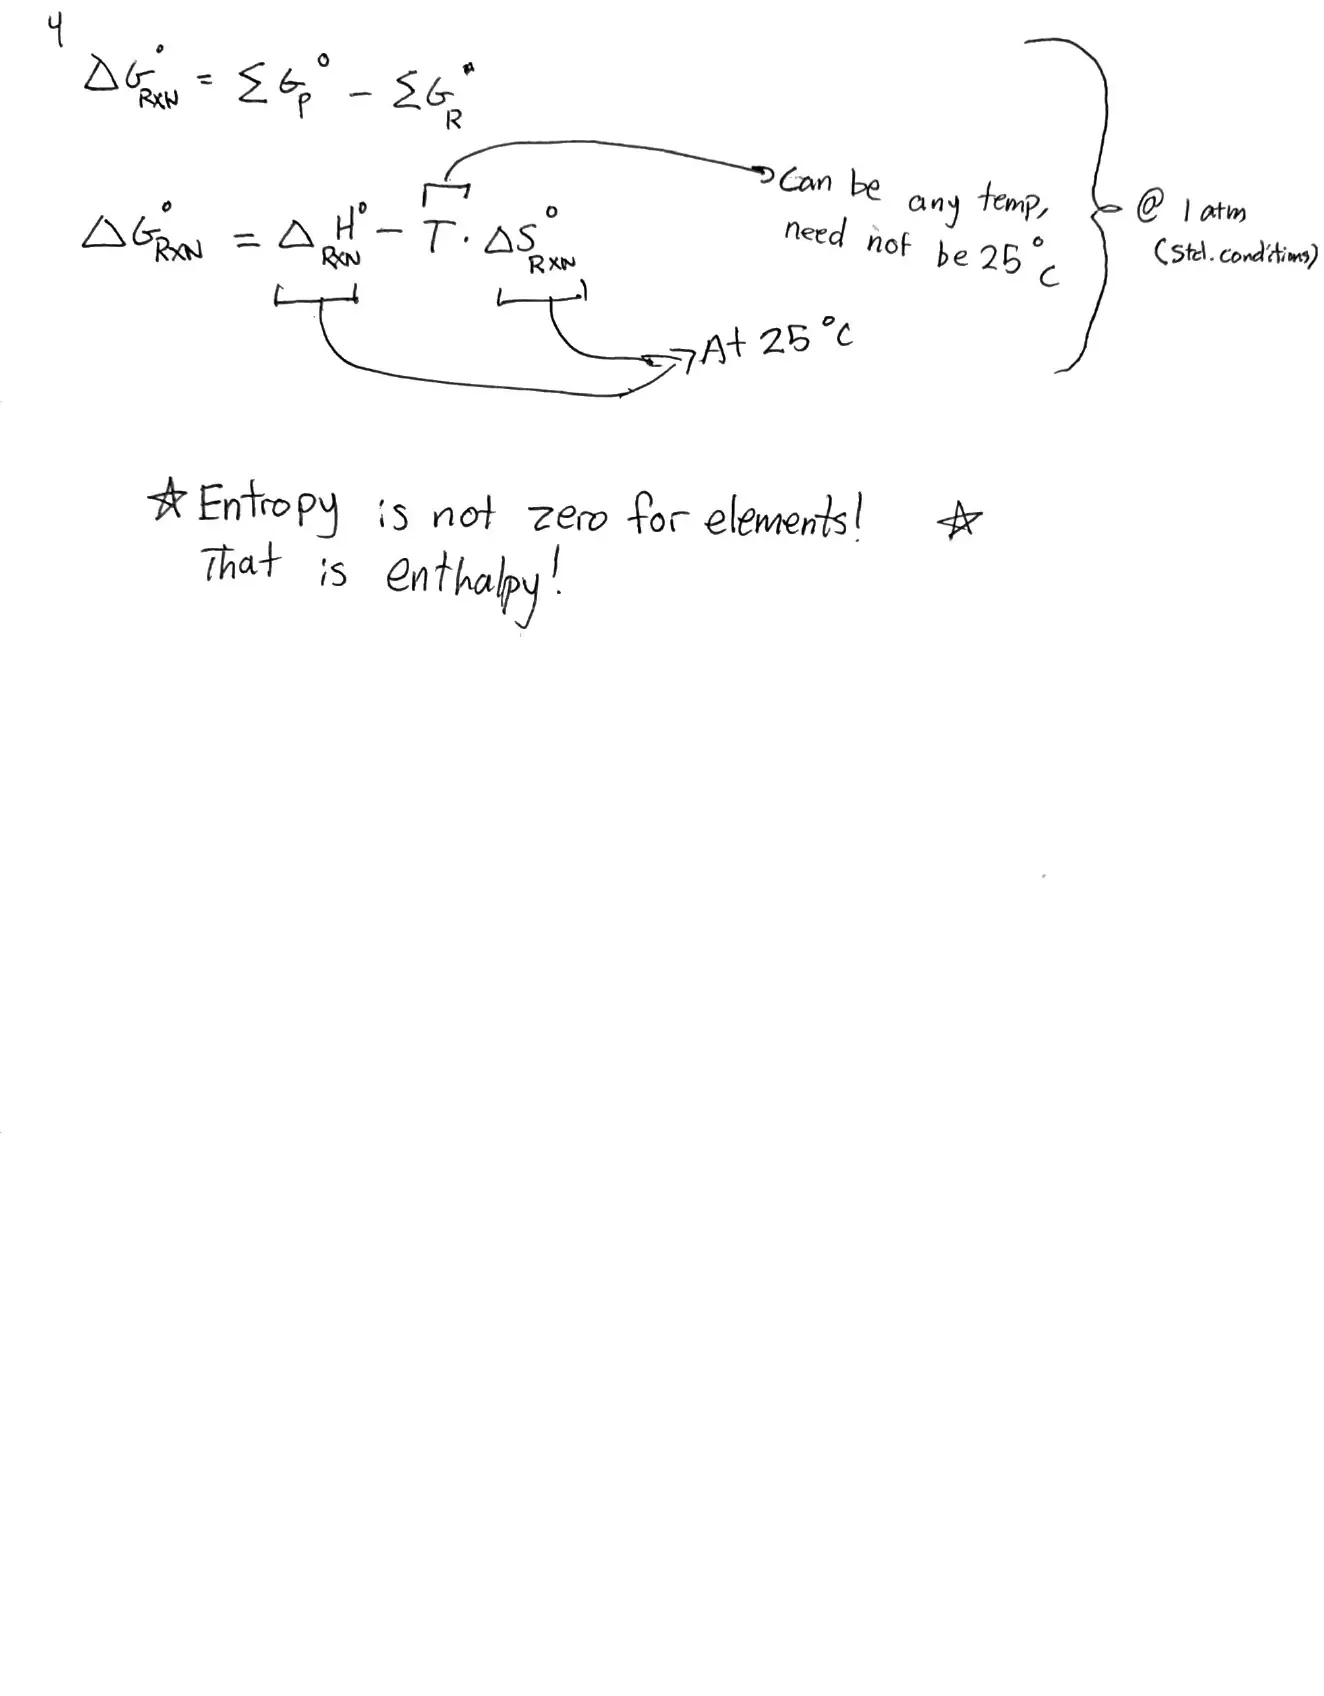 4
ΔG°RXN = ΣG°P - ΣG°R
ΔG°RXN = ΔH°RXN - T · ΔS°RXN
Can be any temp,
need not be 25°C
@ 1 atm
(Std. conditions)
At 25°C
☆ Entropy is not zero for elements! ☆
That is enthalpy!